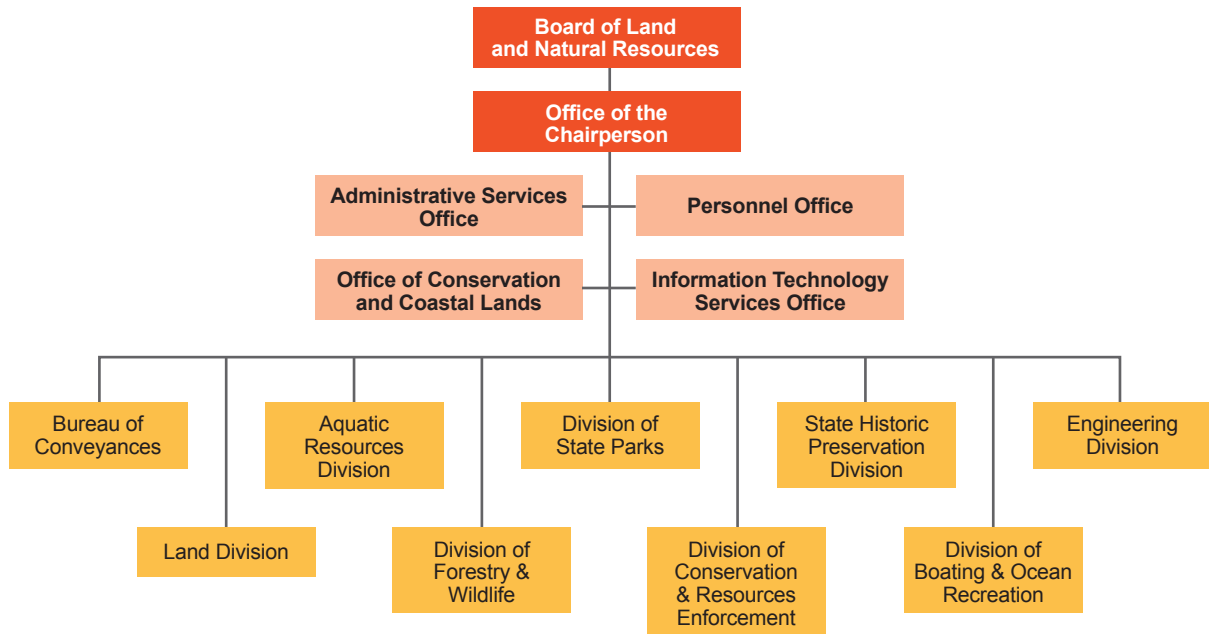 Board of Land
and Natural Resources
Office of the
Chairperson
Administrative Services
Office
Personnel Office
Office of Conservation
and Coastal Lands
Information Technology
Services Office
Bureau of
Conveyances
Aquatic
Resources
Division
Division of
State Parks
State Historic
Preservation
Division
Engineering
Division
Land Division
Division of
Forestry &
Wildlife
Division of
Conservation
& Resources
Enforcement
Division of
Boating & Ocean
Recreation